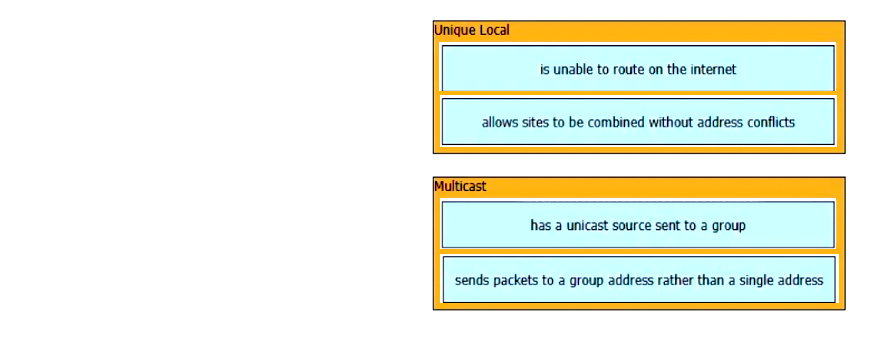 Unique Local
is unable to route on the internet
allows sites to be combined without address conflicts
Multicast
has a unicast source sent to a group
sends packets to a group address rather than a single address